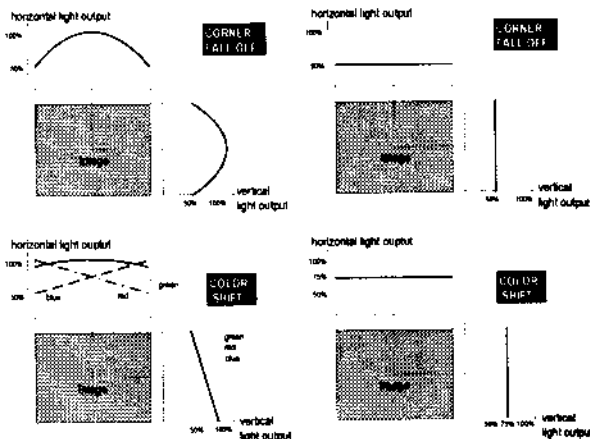 horizontal light output
100%
50%
CORNER
FALL OFF
Image
vertical
light output
50% 100%
horizontal light output
100%
50%
CORNER
FALL OFF
Image
vertical
light output
50% 100%
horizontal light ouptut
100%
50%
blue
red
green
COLOR
SHIFT
green
red
blue
Image
vertical
light output
50% 100%
horizontal light ouptut
100%
75%
50%
COLOR
SHIFT
Image
vertical
light output
50% 75% 100%